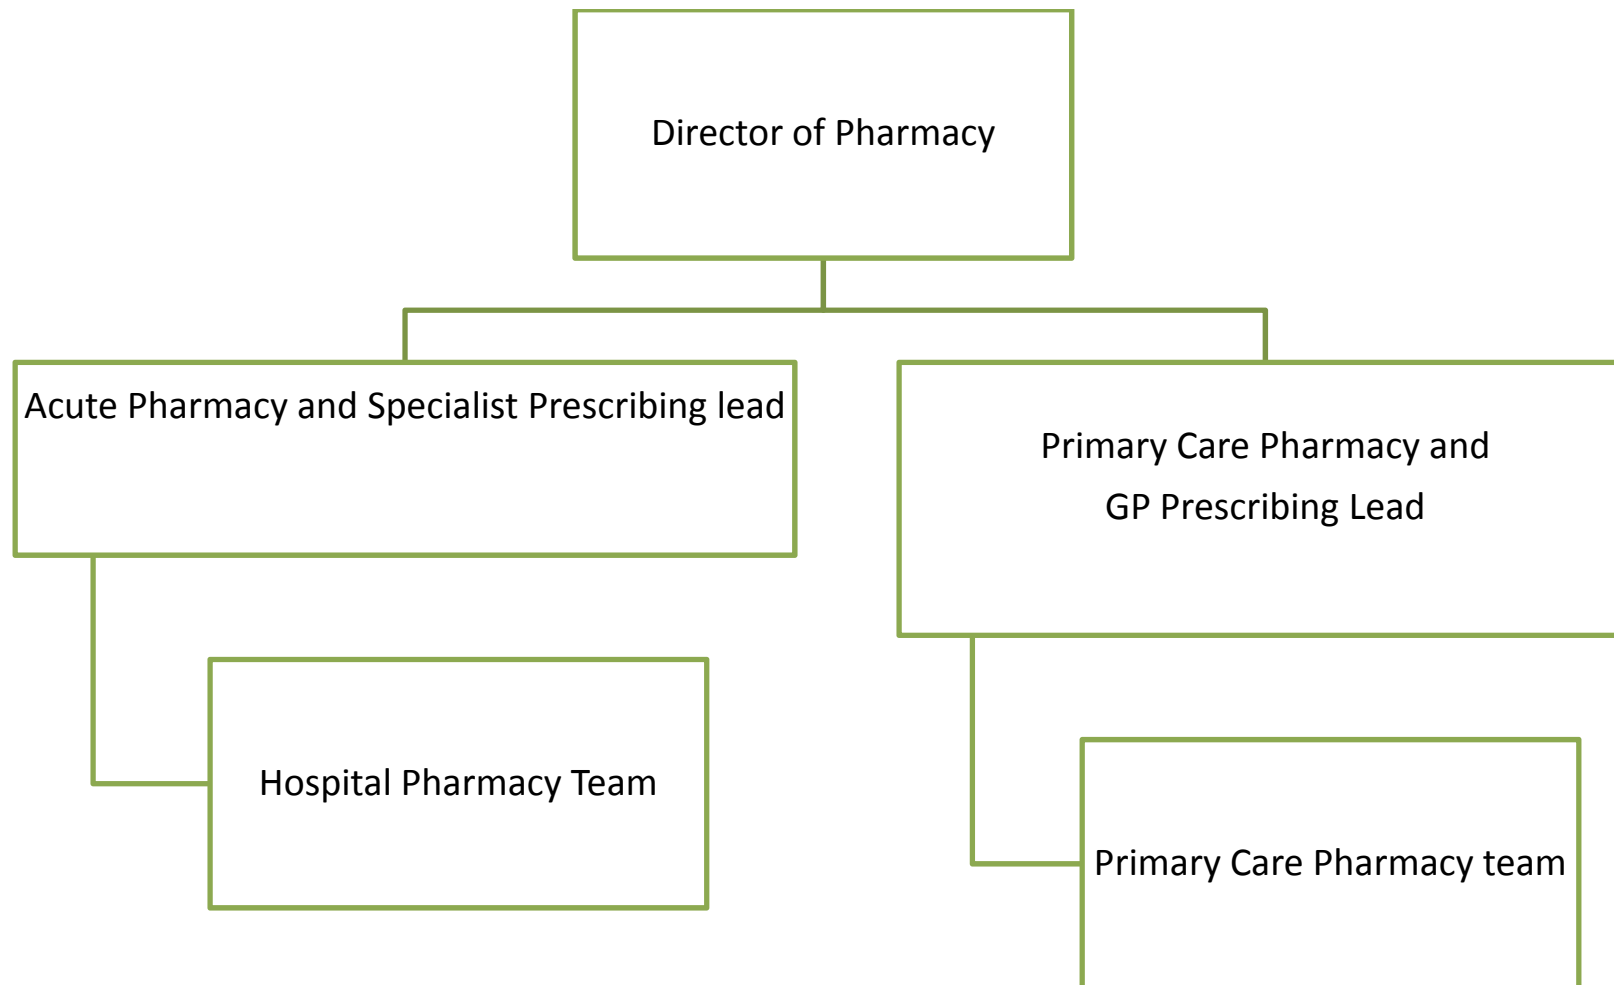 Director of Pharmacy
Acute Pharmacy and Specialist Prescribing lead
Primary Care Pharmacy and
GP Prescribing Lead
Hospital Pharmacy Team
Primary Care Pharmacy team